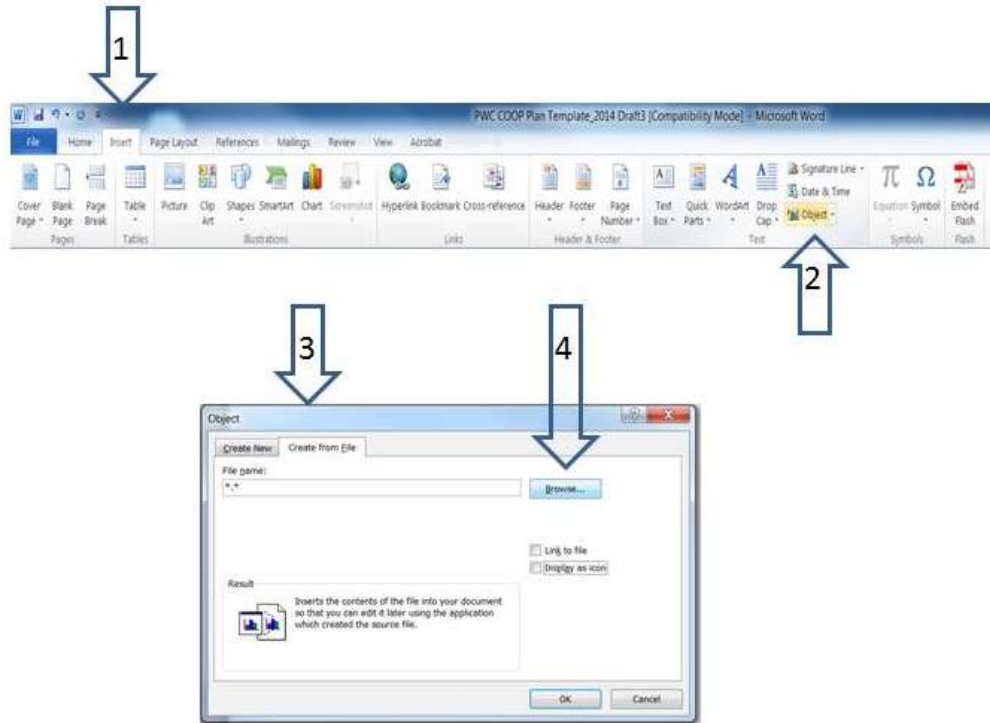 1
PWC COOP Plan Template_2014 Draft3 [Compatibility Mode] - Microsoft Word
File Home Insert Page Layout References Mailings Review View Acrobat
Cover Page Blank Page Page Break Table Picture Clip Art Shapes SmartArt Chart Screenshot Hyperlink Bookmark Cross-reference Header Footer Page Number Text Box Quick Parts WordArt Drop Cap Signature Line Date & Time Object Equation Symbol Embed Flash
Pages Tables Illustrations Links Header & Footer Text Symbols Flash
2
3
4
Object
Create New Create from File
File name:
*.*
Browse...
Link to file
Display as icon
Result
Inserts the contents of the file into your document
so that you can edit it later using the application
which created the source file.
OK Cancel